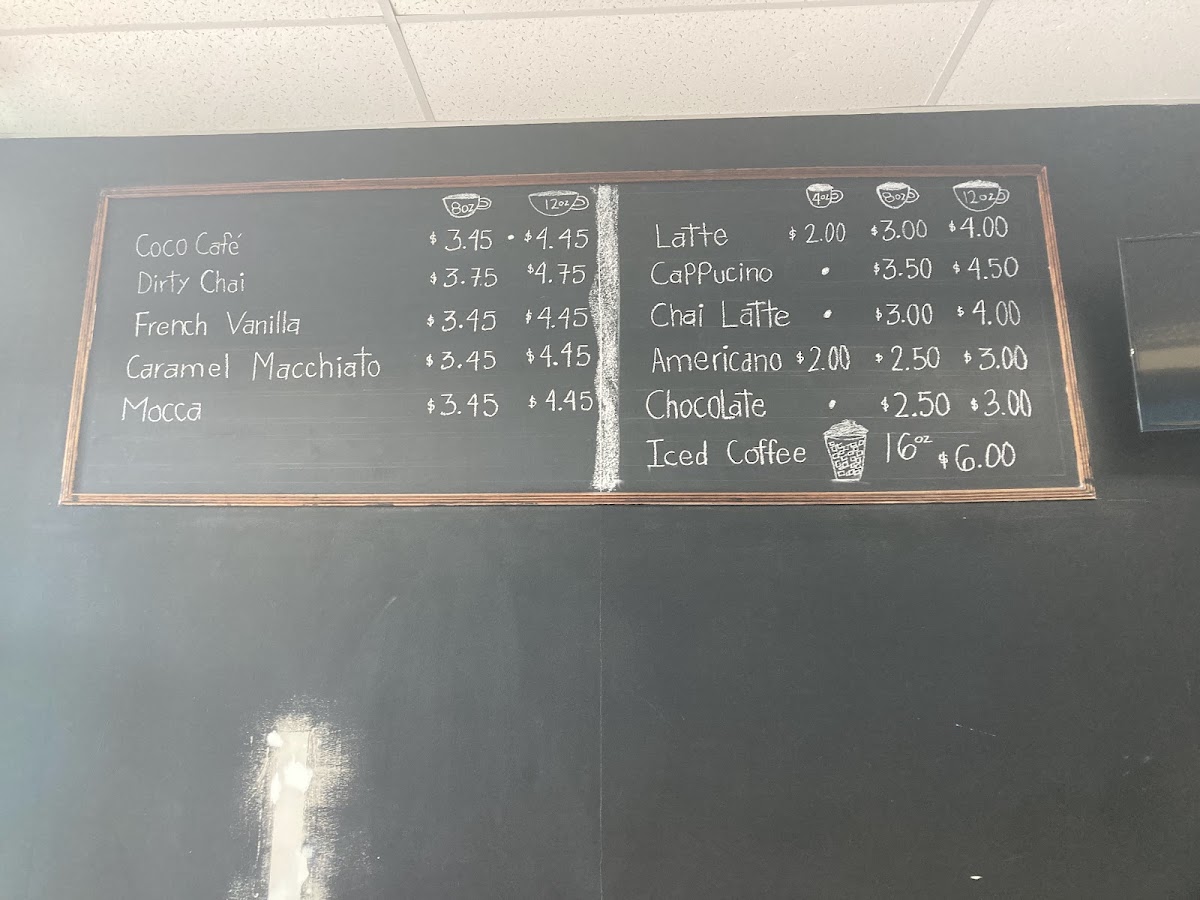 8oz 12oz
Coco Café $3.45 • $4.45
Dirty Chai $3.75 $4.75
French Vanilla $3.45 $4.45
Caramel Macchiato $3.45 $4.45
Mocca $3.45 $4.45
4oz 8oz 12oz
Latte $2.00 $3.00 $4.00
Cappucino • $3.50 $4.50
Chai Latte • $3.00 $4.00
Americano $2.00 $2.50 $3.00
Chocolate • $2.50 $3.00
Iced Coffee 16oz $6.00